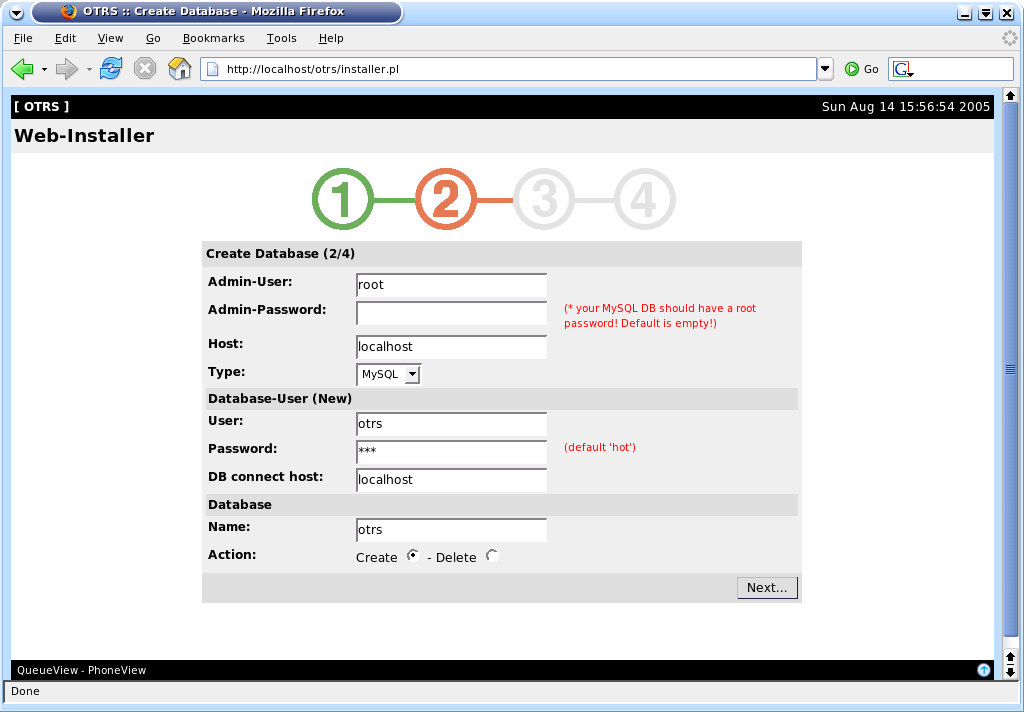 OTRS :: Create Database - Mozilla Firefox
File Edit View Go Bookmarks Tools Help
http://localhost/otrs/installer.pl Go G
[ OTRS ] Sun Aug 14 15:56:54 2005
Web-Installer
1 2 3 4
Create Database (2/4)
Admin-User: root
Admin-Password: (* your MySQL DB should have a root
password! Default is empty!)
Host: localhost
Type: MySQL
Database-User (New)
User: otrs
Password: *** (default 'hot')
DB connect host: localhost
Database
Name: otrs
Action: Create - Delete
Next...
QueueView - PhoneView
Done